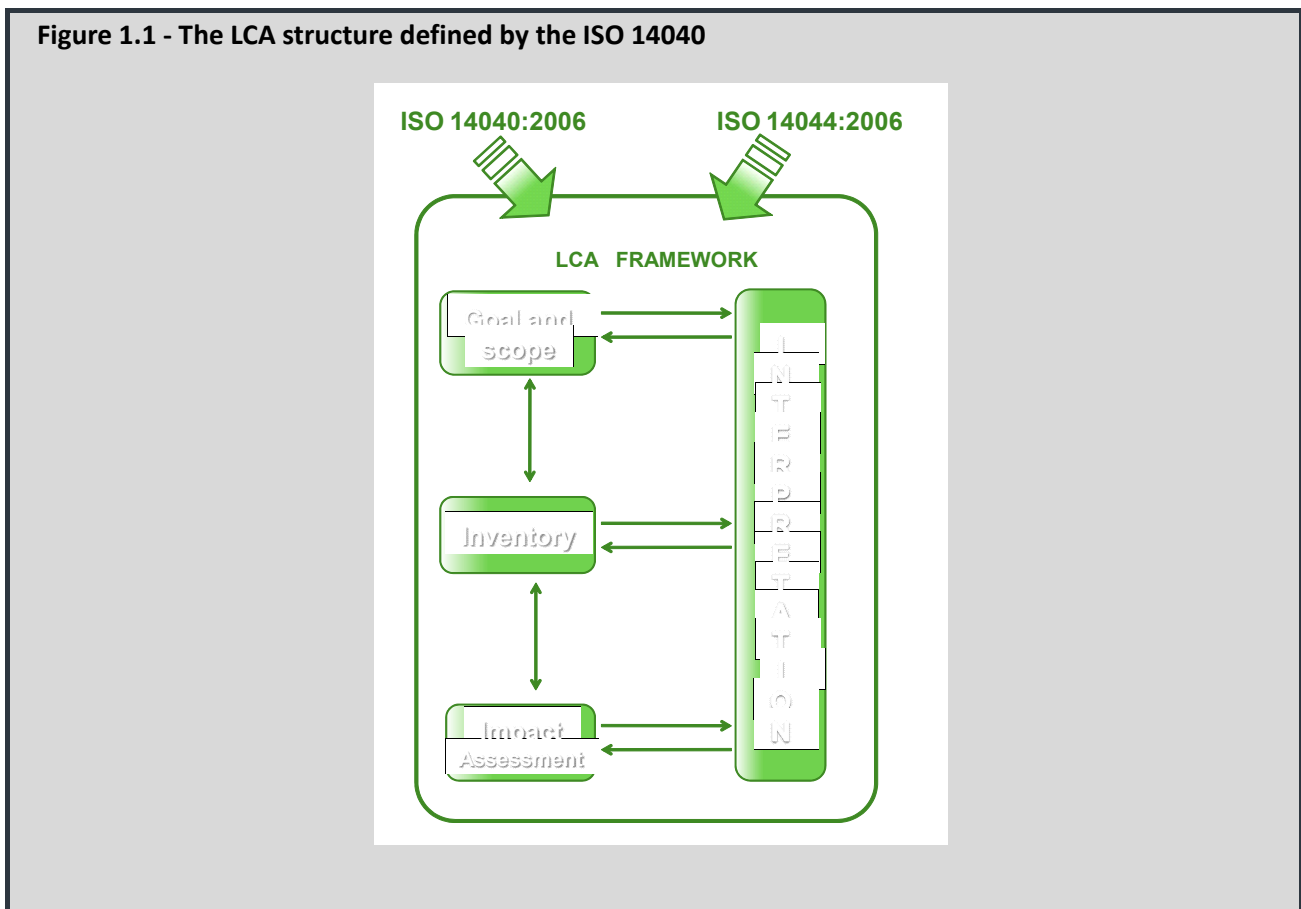 Figure 1.1 - The LCA structure defined by the ISO 14040
ISO 14040:2006
ISO 14044:2006
LCA FRAMEWORK
Goal and
scope
Inventory
Impact
Assessment
I
N
T
E
R
P
R
E
T
A
T
I
O
N